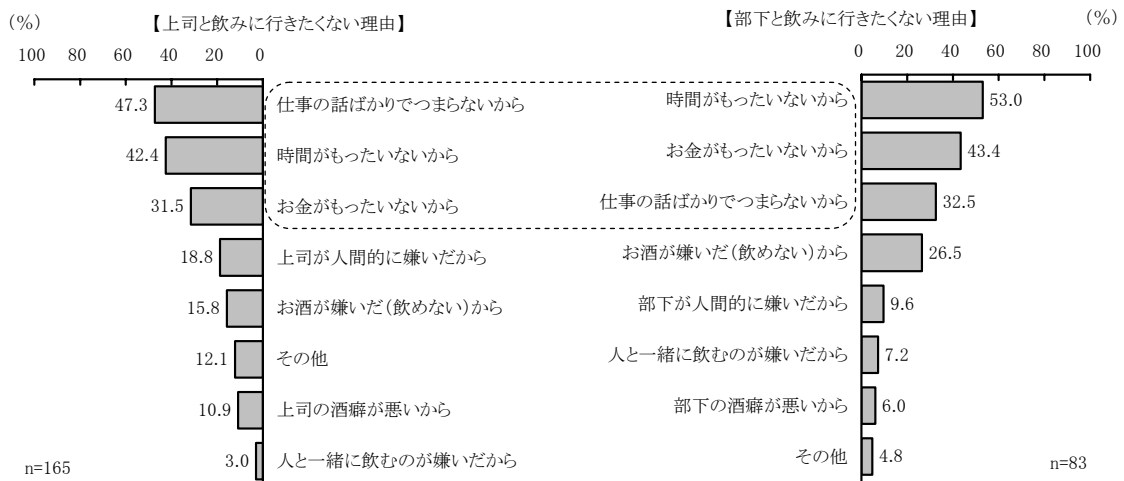 (%)
【上司と飲みに行きたくない理由】
100 80 60 40 20 0
47.3 仕事の話ばかりでつまらないから
42.4 時間がもったいないから
31.5 お金がもったいないから
18.8 上司が人間的に嫌いだから
15.8 お酒が嫌いだ(飲めない)から
12.1 その他
10.9 上司の酒癖が悪いから
3.0 人と一緒に飲むのが嫌いだから
n=165
【部下と飲みに行きたくない理由】
(%)
0 20 40 60 80 100
時間がもったいないから 53.0
お金がもったいないから 43.4
仕事の話ばかりでつまらないから 32.5
お酒が嫌いだ(飲めない)から 26.5
部下が人間的に嫌いだから 9.6
人と一緒に飲むのが嫌いだから 7.2
部下の酒癖が悪いから 6.0
その他 4.8
n=83